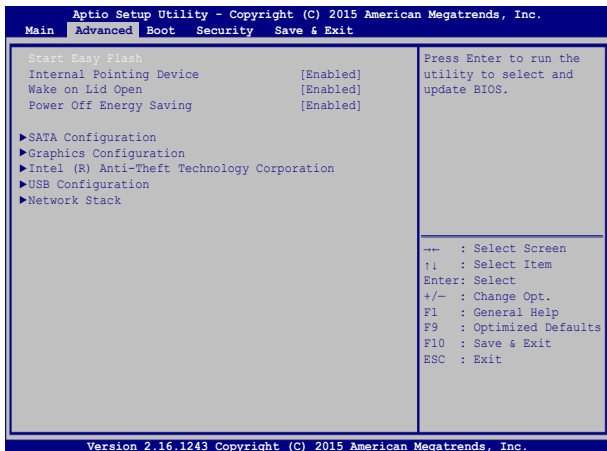 Aptio Setup Utility - Copyright (C) 2015 American Megatrends, Inc.
Main Advanced Boot Security Save & Exit
Start Easy Flash
Internal Pointing Device [Enabled]
Wake on Lid Open [Enabled]
Power Off Energy Saving [Enabled]
▶SATA Configuration
▶Graphics Configuration
▶Intel (R) Anti-Theft Technology Corporation
▶USB Configuration
▶Network Stack
Press Enter to run the
utility to select and
update BIOS.
→← : Select Screen
↑↓ : Select Item
Enter: Select
+/— : Change Opt.
F1 : General Help
F9 : Optimized Defaults
F10 : Save & Exit
ESC : Exit
Version 2.16.1243 Copyright (C) 2015 American Megatrends, Inc.